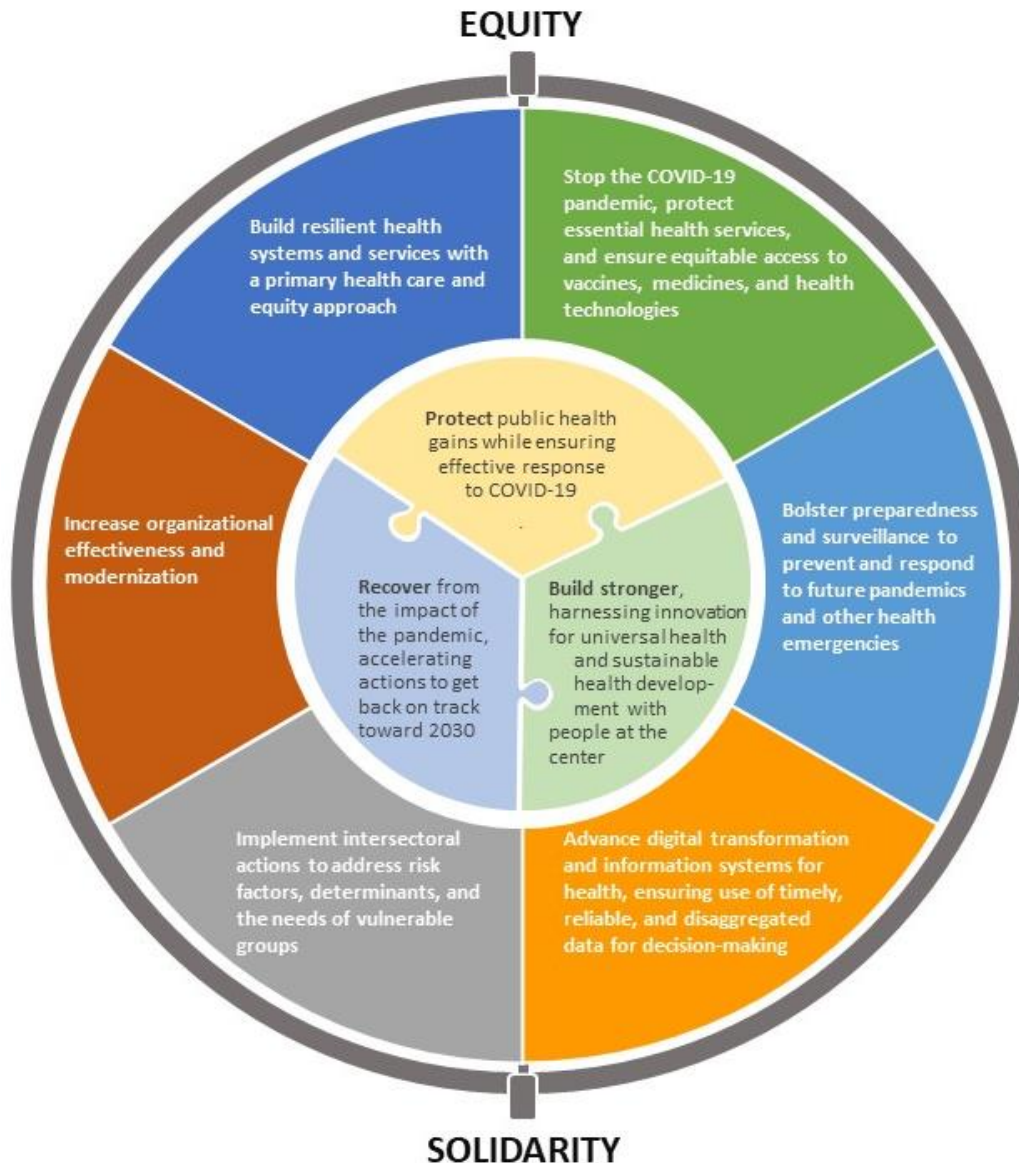 EQUITY
Build resilient health
systems and services with
a primary health care and
equity approach
Stop the COVID-19
pandemic, protect
essential health services,
and ensure equitable access to
vaccines, medicines, and health
technologies
Protect public health
gains while ensuring
effective response
to COVID-19
.
Increase organizational
effectiveness and
modernization
Bolster preparedness
and surveillance to
prevent and respond
to future pandemics
and other health
emergencies
Recover from
the impact of
the pandemic,
accelerating
actions to get
back on track
toward 2030
Build stronger,
harnessing innovation
for universal health
and sustainable
health develop-
ment with
people at the
center
Implement intersectoral
actions to address risk
factors, determinants, and
the needs of vulnerable
groups
Advance digital transformation
and information systems for
health, ensuring use of timely,
reliable, and disaggregated
data for decision-making
SOLIDARITY